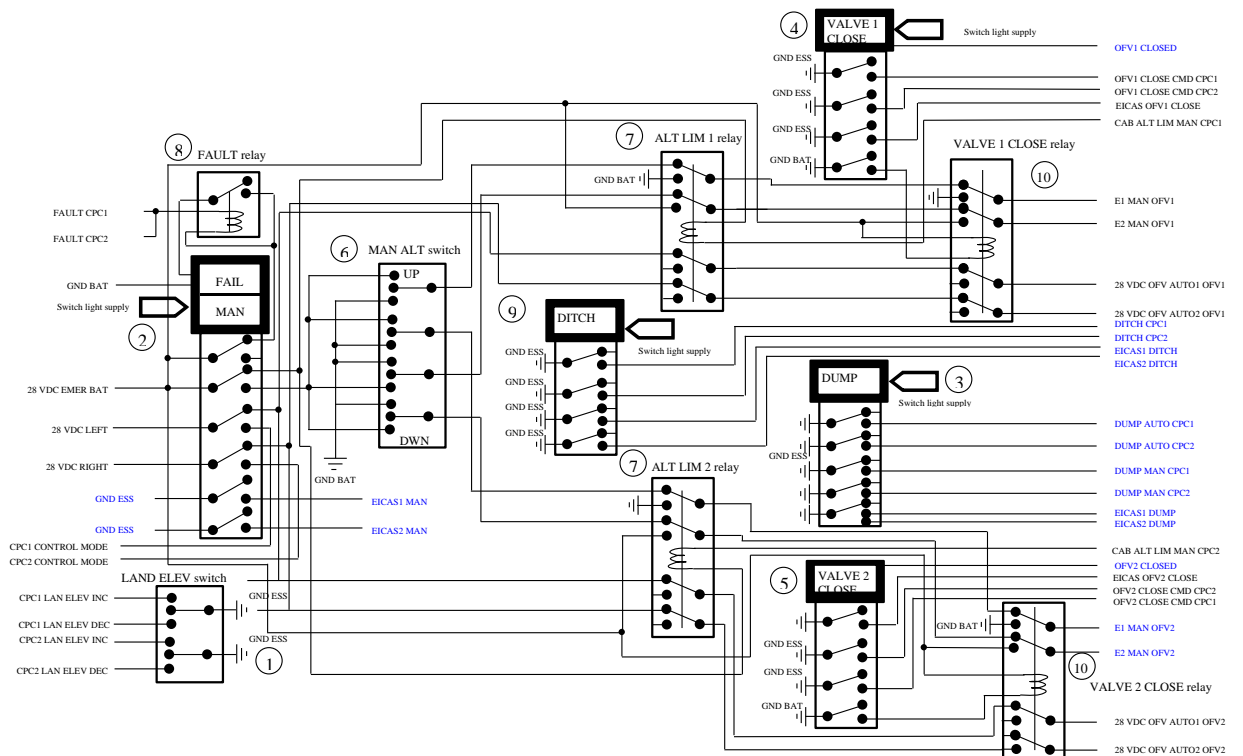 4
VALVE 1
CLOSE
Switch light supply
OFV1 CLOSED
GND ESS
OFV1 CLOSE CMD CPC1
OFV1 CLOSE CMD CPC2
GND ESS
EICAS OFV1 CLOSE
CAB ALT LIM MAN CPC1
GND ESS
7
ALT LIM 1 relay
VALVE 1 CLOSE relay
8
FAULT relay
GND BAT
GND BAT
10
E1 MAN OFV1
FAULT CPC1
E2 MAN OFV1
FAULT CPC2
6
MAN ALT switch
UP
GND BAT
FAIL
28 VDC OFV AUTO1 OFV1
Switch light supply
MAN
9
DITCH
28 VDC OFV AUTO2 OFV1
DITCH CPC1
2
DITCH CPC2
GND ESS
Switch light supply
EICAS1 DITCH
EICAS2 DITCH
28 VDC EMER BAT
GND ESS
DUMP
3
GND ESS
Switch light supply
28 VDC LEFT
GND ESS
DUMP AUTO CPC1
DWN
DUMP AUTO CPC2
GND ESS
28 VDC RIGHT
7
ALT LIM 2 relay
DUMP MAN CPC1
GND BAT
DUMP MAN CPC2
GND ESS
EICAS1 MAN
EICAS1 DUMP
EICAS2 DUMP
GND ESS
EICAS2 MAN
CPC1 CONTROL MODE
CPC2 CONTROL MODE
CAB ALT LIM MAN CPC2
OFV2 CLOSED
LAND ELEV switch
5
VALVE 2
CLOSE
EICAS OFV2 CLOSE
OFV2 CLOSE CMD CPC2
OFV2 CLOSE CMD CPC1
CPC1 LAN ELEV INC
GND ESS
CPC1 LAN ELEV DEC
GND BAT
E1 MAN OFV2
CPC2 LAN ELEV INC
GND ESS
GND ESS
E2 MAN OFV2
1
CPC2 LAN ELEV DEC
GND ESS
10
VALVE 2 CLOSE relay
GND BAT
28 VDC OFV AUTO1 OFV2
28 VDC OFV AUTO2 OFV2